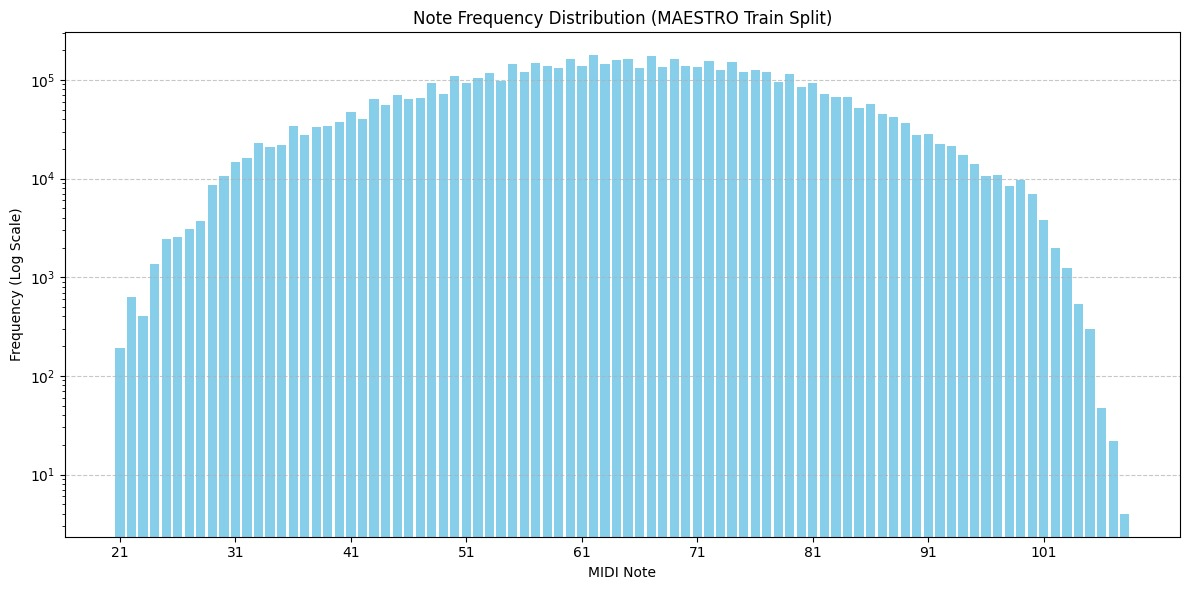 Note Frequency Distribution (MAESTRO Train Split)
Frequency (Log Scale)
10^5
10^4
10^3
10^2
10^1
21 31 41 51 61 71 81 91 101
MIDI Note